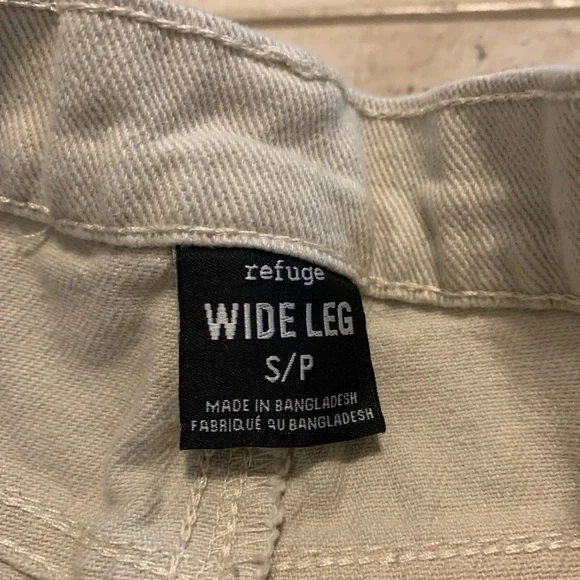 refuge
WIDE LEG
S/P
MADE IN BANGLADESH
FABRIQUÉ AU BANGLADESH